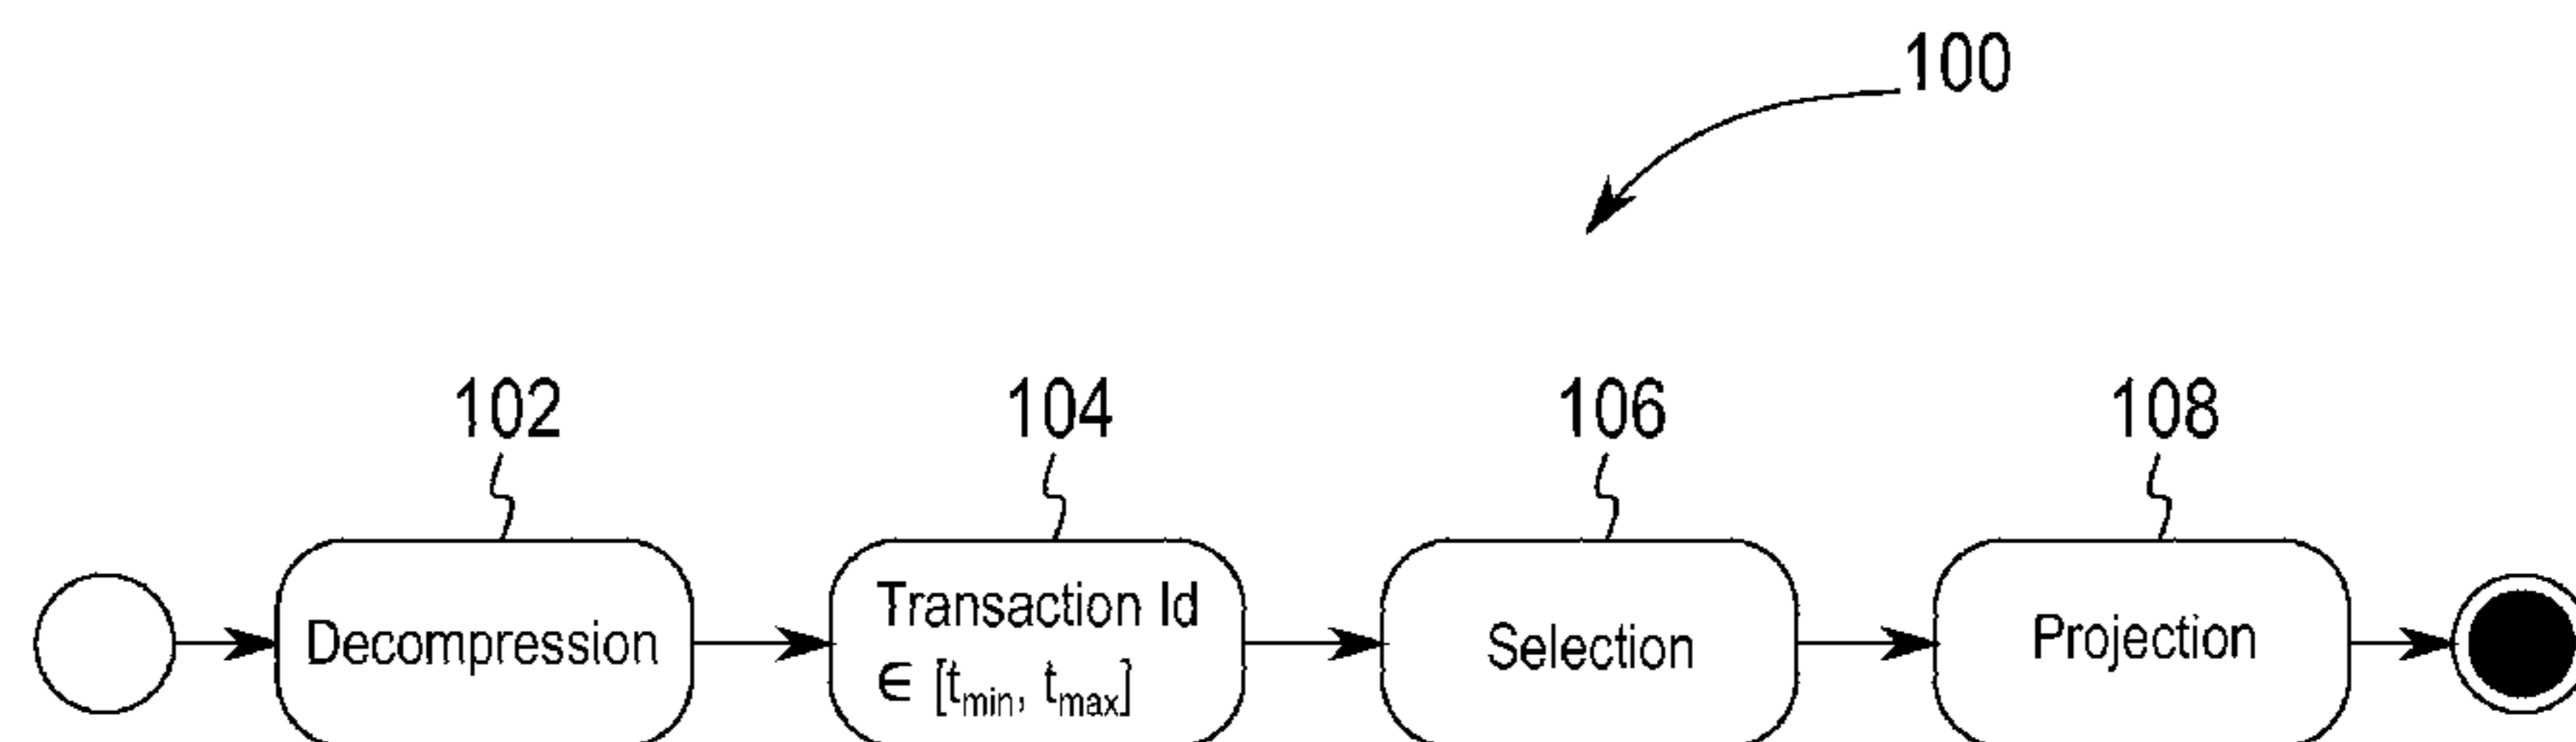 100
102
104
106
108
Decompression
Transaction Id
∈ [tmin, tmax]
Selection
Projection